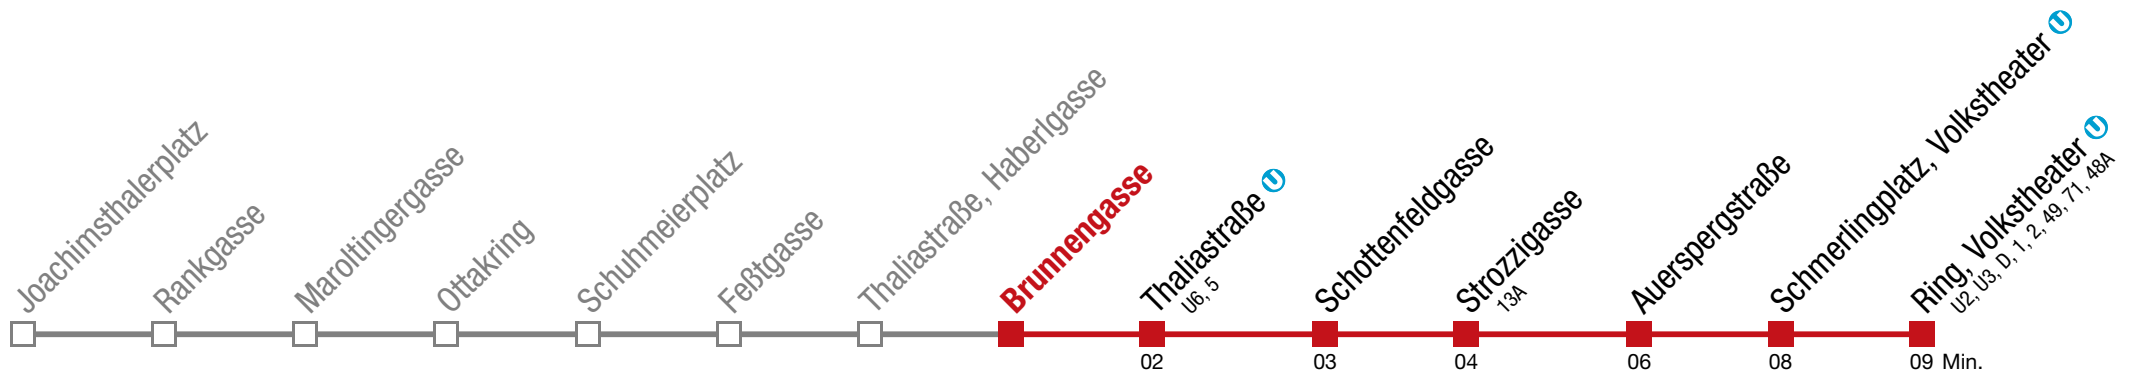 Joachimsthalerplatz
Rankgasse
Maroltingergasse
Ottakring
Schuhmeierplatz
Feßtgasse
Thaliastraße, Haberlgasse
Brunnengasse
Thaliastraße U
U6, 5
Schottenfeldgasse
Strozzigasse
13A
Auerspergstraße
Schmerlingplatz, Volkstheater U
Ring, Volkstheater U
U2, U3, D, 1, 2, 49, 71, 48A
02 03 04 06 08 09 Min.